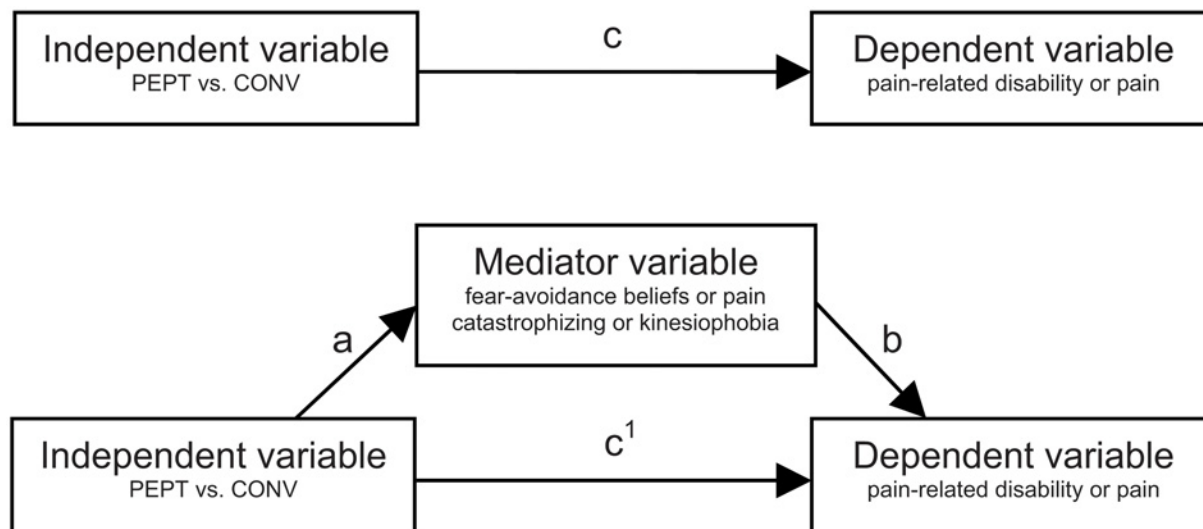 Independent variable
PEPT vs. CONV
c
Dependent variable
pain-related disability or pain
Mediator variable
fear-avoidance beliefs or pain
catastrophizing or kinesiophobia
a
b
Independent variable
PEPT vs. CONV
c¹
Dependent variable
pain-related disability or pain